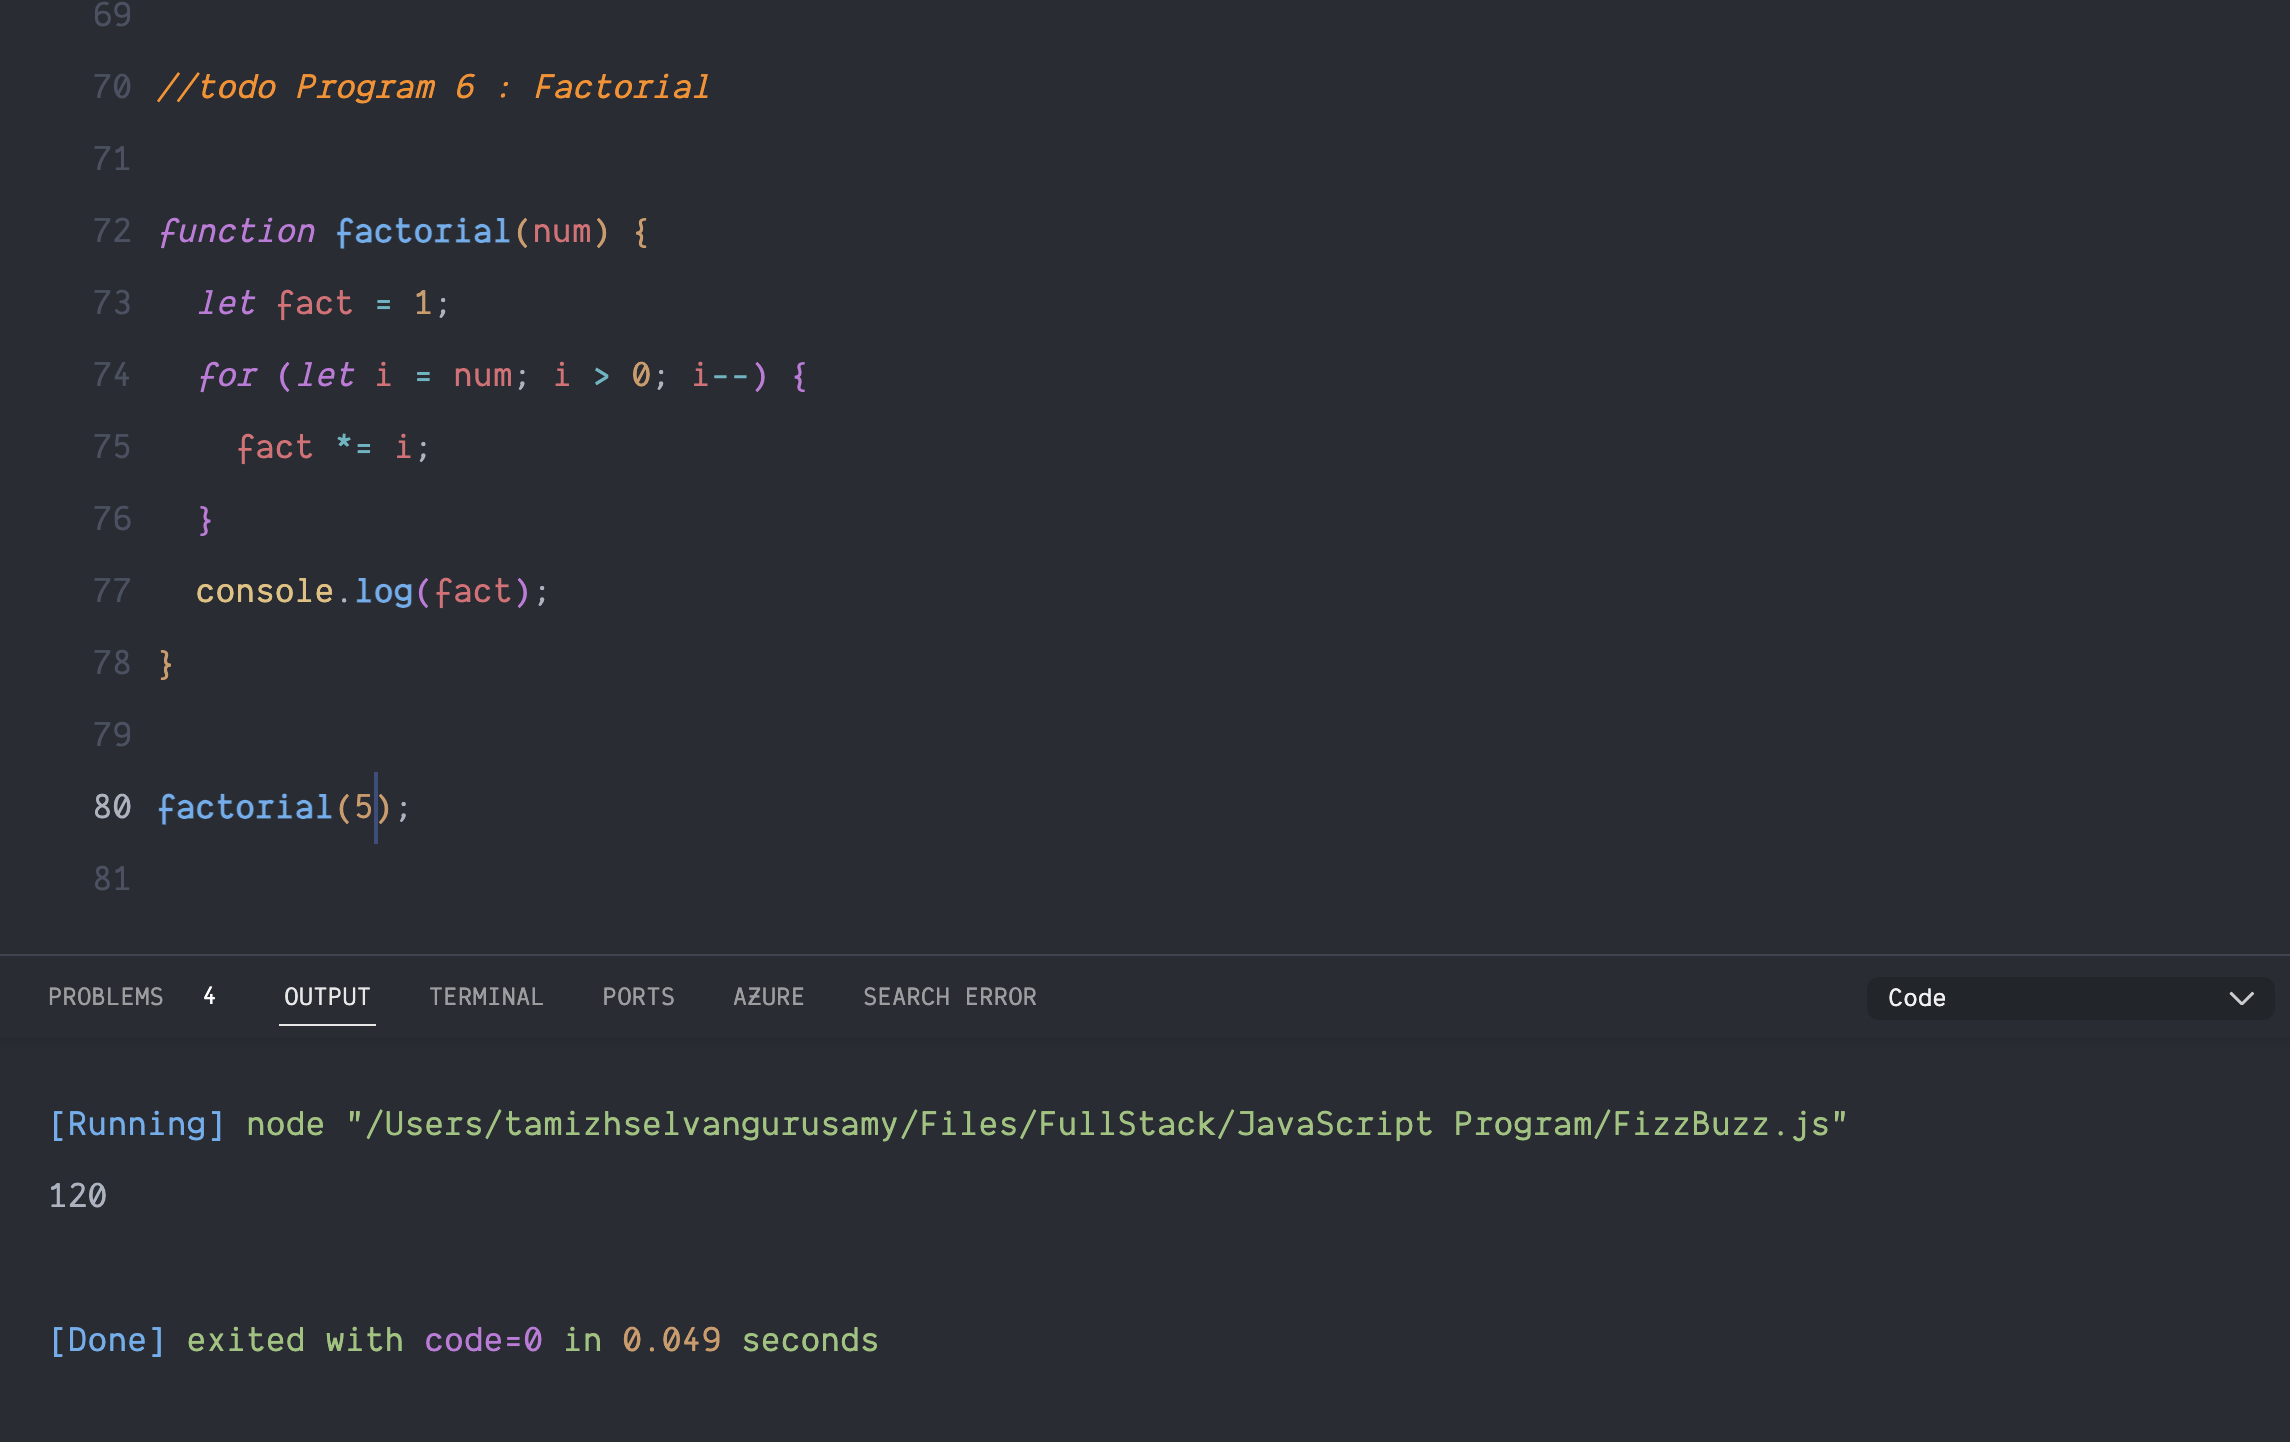 69
70 //todo Program 6 : Factorial
71
72 function factorial(num) {
73   let fact = 1;
74   for (let i = num; i > 0; i--) {
75     fact *= i;
76   }
77   console.log(fact);
78 }
79
80 factorial(5);
81
PROBLEMS 4 OUTPUT TERMINAL PORTS AZURE SEARCH ERROR Code
[Running] node "/Users/tamizhselvangurusamy/Files/FullStack/JavaScript Program/FizzBuzz.js"
120
[Done] exited with code=0 in 0.049 seconds